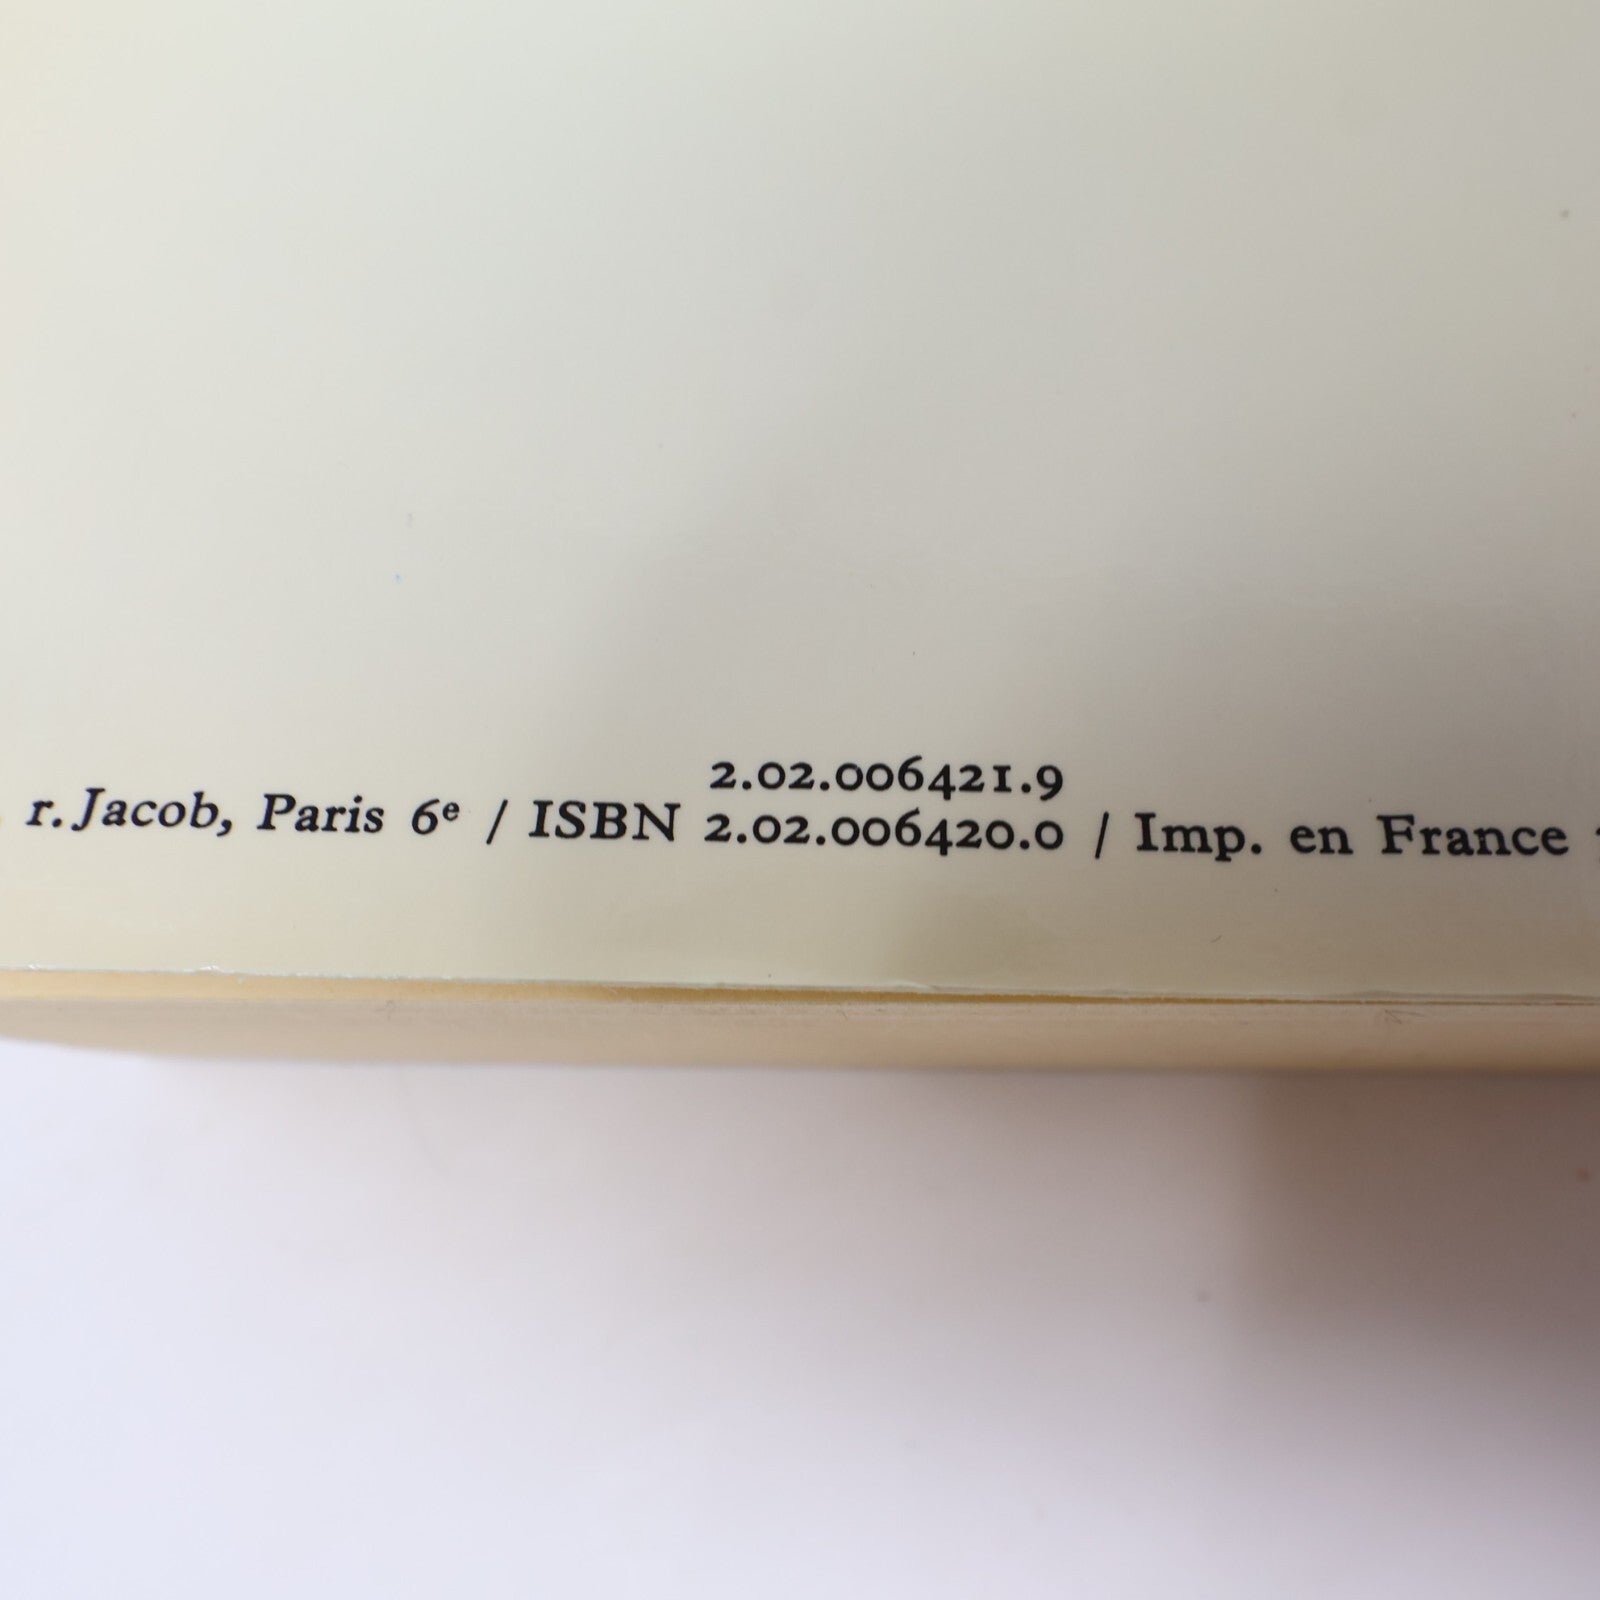 2.02.006421.9
r. Jacob, Paris 6e / ISBN 2.02.006420.0 / Imp. en France